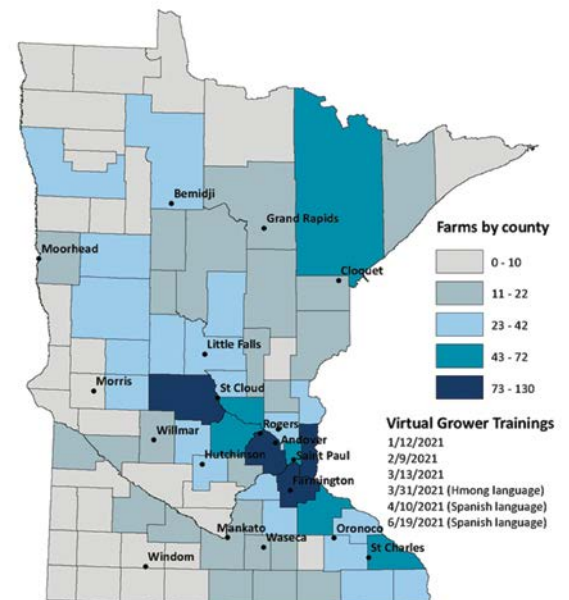 Bemidji
Grand Rapids
Moorhead
Cloquet
Little Falls
Morris
St Cloud
Willmar
Rogers
Andover
Hutchinson
Saint Paul
Farmington
Mankato
Waseca
Oronoco
St Charles
Windom
Farms by county
0 - 10
11 - 22
23 - 42
43 - 72
73 - 130
Virtual Grower Trainings
1/12/2021
2/9/2021
3/13/2021
3/31/2021 (Hmong language)
4/10/2021 (Spanish language)
6/19/2021 (Spanish language)